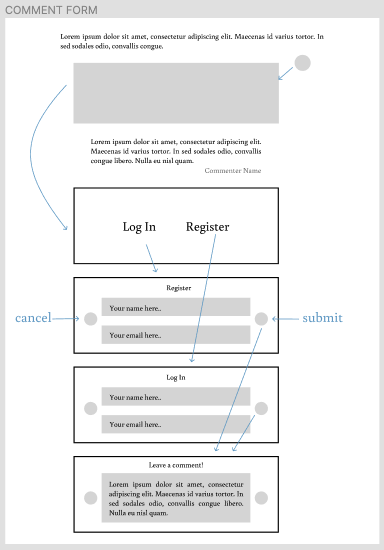 COMMENT FORM
Lorem ipsum dolor sit amet, consectetur adipiscing elit. Maecenas id viverra tortor. In
sed sodales odio, convallis congue.
Lorem ipsum dolor sit amet, consectetur adipiscing elit.
Maecenas id viverra tortor. In sed sodales odio, convallis
congue libero. Nulla eu nisl quam.
Commenter Name
Log In
Register
Register
Your name here..
cancel
submit
Your email here..
Log In
Your name here..
Your email here..
Leave a comment!
Lorem ipsum dolor sit amet, consectetur
adipiscing elit. Maecenas id viverra tortor.
In sed sodales odio, convallis congue libero.
Nulla eu nisl quam.